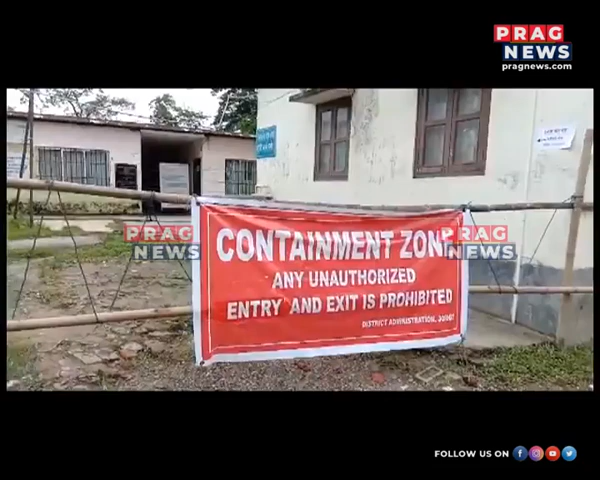 PRAG
NEWS
pragnews.com
PRAG
NEWS
PRAG
NEWS
CONTAINMENT ZONE
ANY UNAUTHORIZED
ENTRY AND EXIT IS PROHIBITED
DISTRICT ADMINISTRATION, JORHAT
FOLLOW US ON